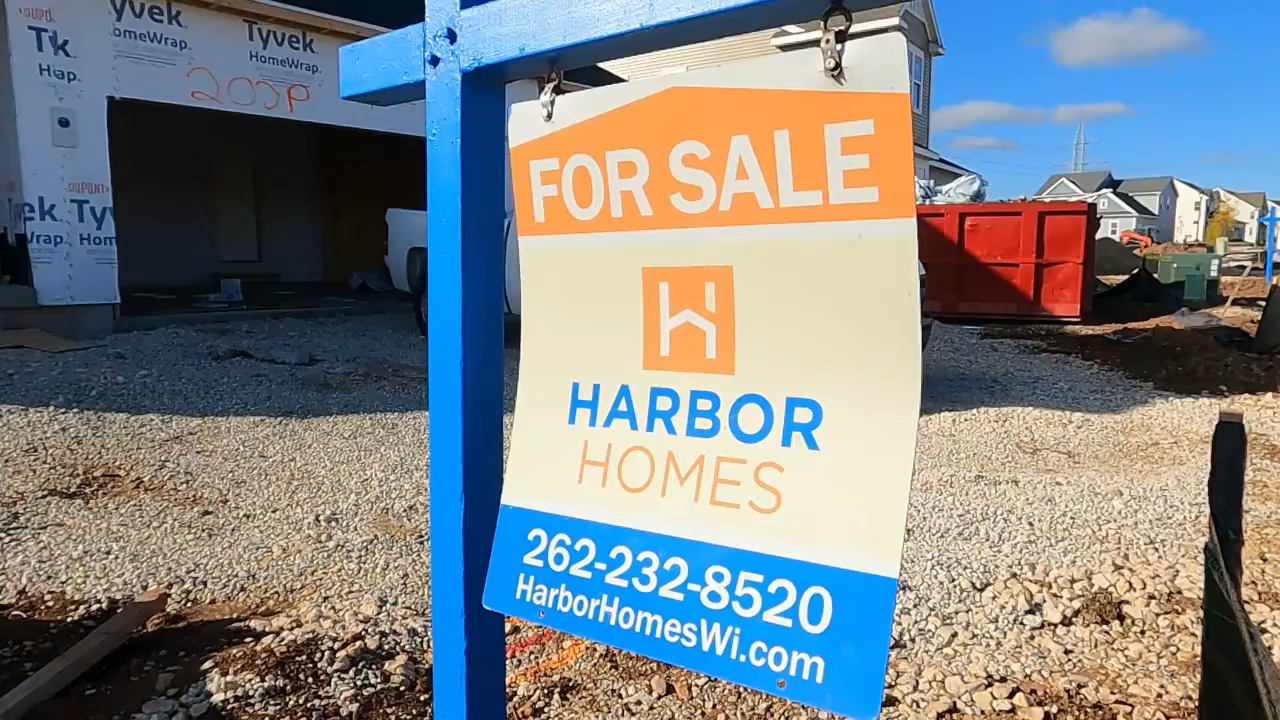 Tyvek
HomeWrap.
Tyvek
HomeWrap.
200P
FOR SALE
HARBOR
HOMES
262-232-8520
HarborHomesWi.com